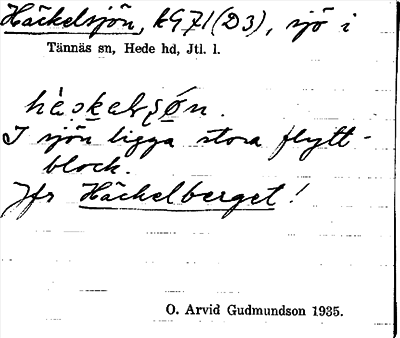 Häckelsjön, kG71(D3), sjö i
Tännäs sn, Hede hd, Jtl. l.
I sjön ligga stora flytt-
block.
Jfr Häckelberget!
O. Arvid Gudmundson 1935.